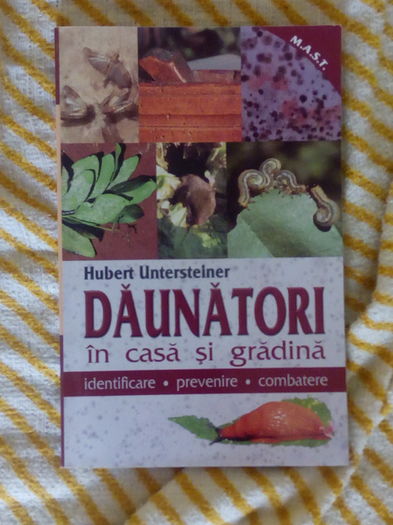 M.A.S.T.
Hubert Untersteiner
DĂUNĂTORI
în casă și grădină
identificare • prevenire • combatere